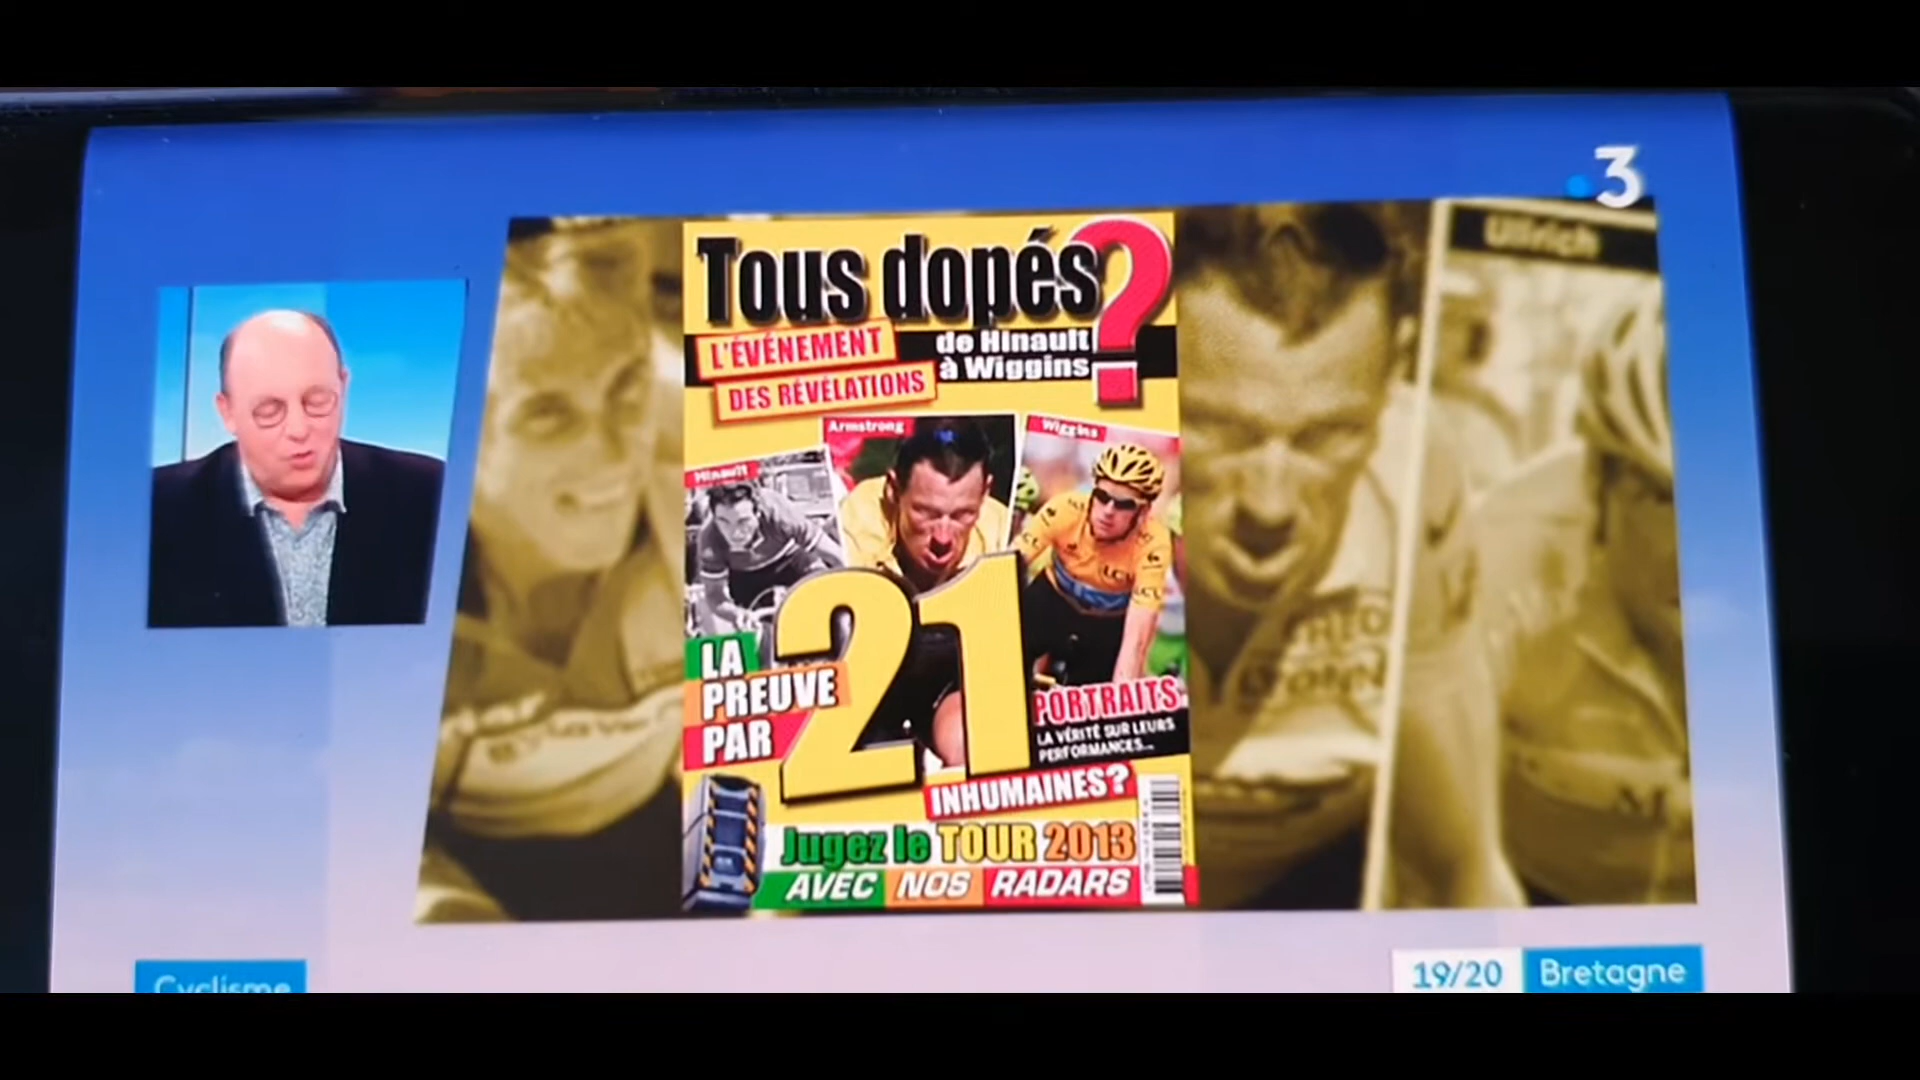 3
Ullrich
Tous dopés?
L'ÉVÉNEMENT
DES RÉVÉLATIONS
de Hinault
à Wiggins
Armstrong
Wiggins
Hinault
21
LA
PREUVE
PAR
PORTRAITS
LA VÉRITÉ SUR LEURS
PERFORMANCES...
INHUMAINES?
Jugez le TOUR 2013
AVEC NOS RADARS
Cyclisme
19/20 Bretagne